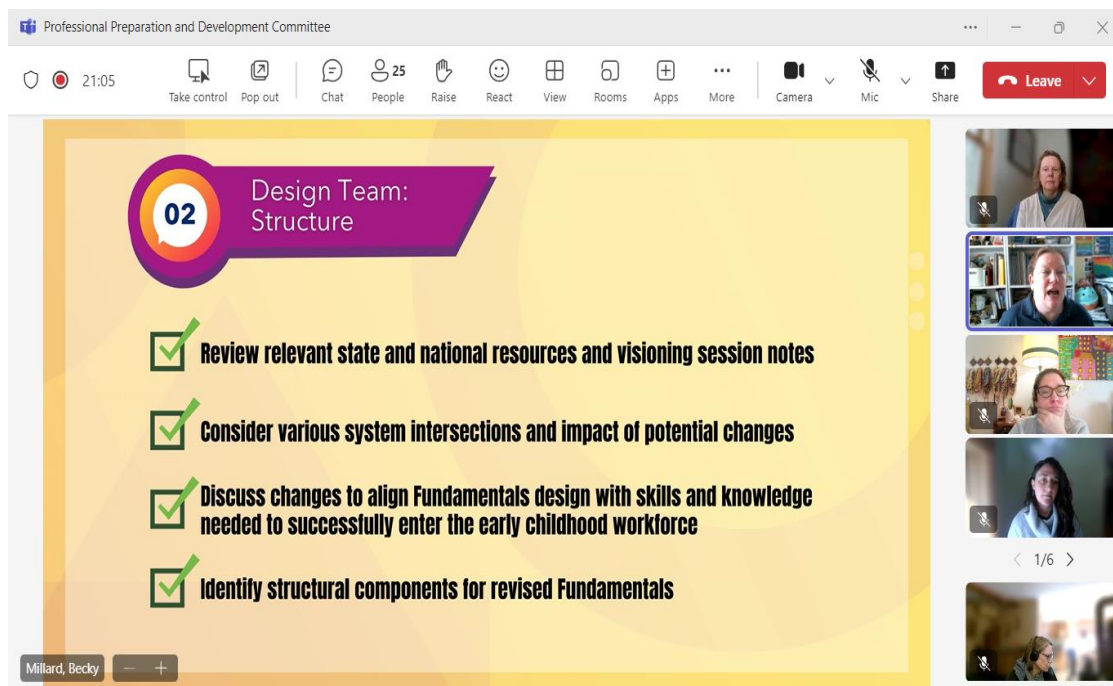 Professional Preparation and Development Committee
21:05
Take control
Pop out
Chat
25
People
Raise
React
View
Rooms
Apps
More
Camera
Mic
Share
Leave
02
Design Team:
Structure
Review relevant state and national resources and visioning session notes
Consider various system intersections and impact of potential changes
Discuss changes to align Fundamentals design with skills and knowledge
needed to successfully enter the early childhood workforce
Identify structural components for revised Fundamentals
1/6
Millard, Becky